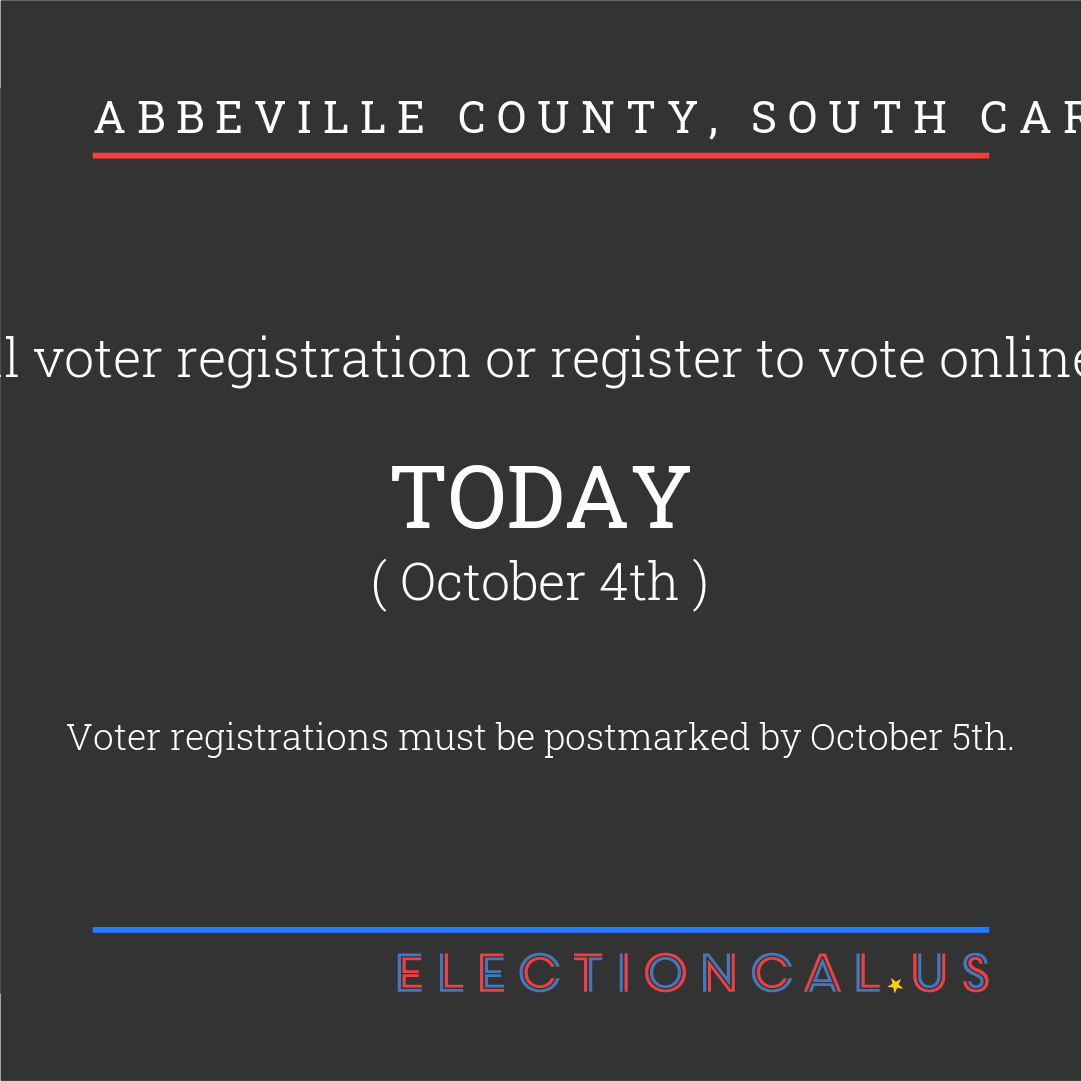 ABBEVILLE COUNTY, SOUTH CAR
l voter registration or register to vote online
TODAY
( October 4th )
Voter registrations must be postmarked by October 5th.
ELECTIONCAL.US